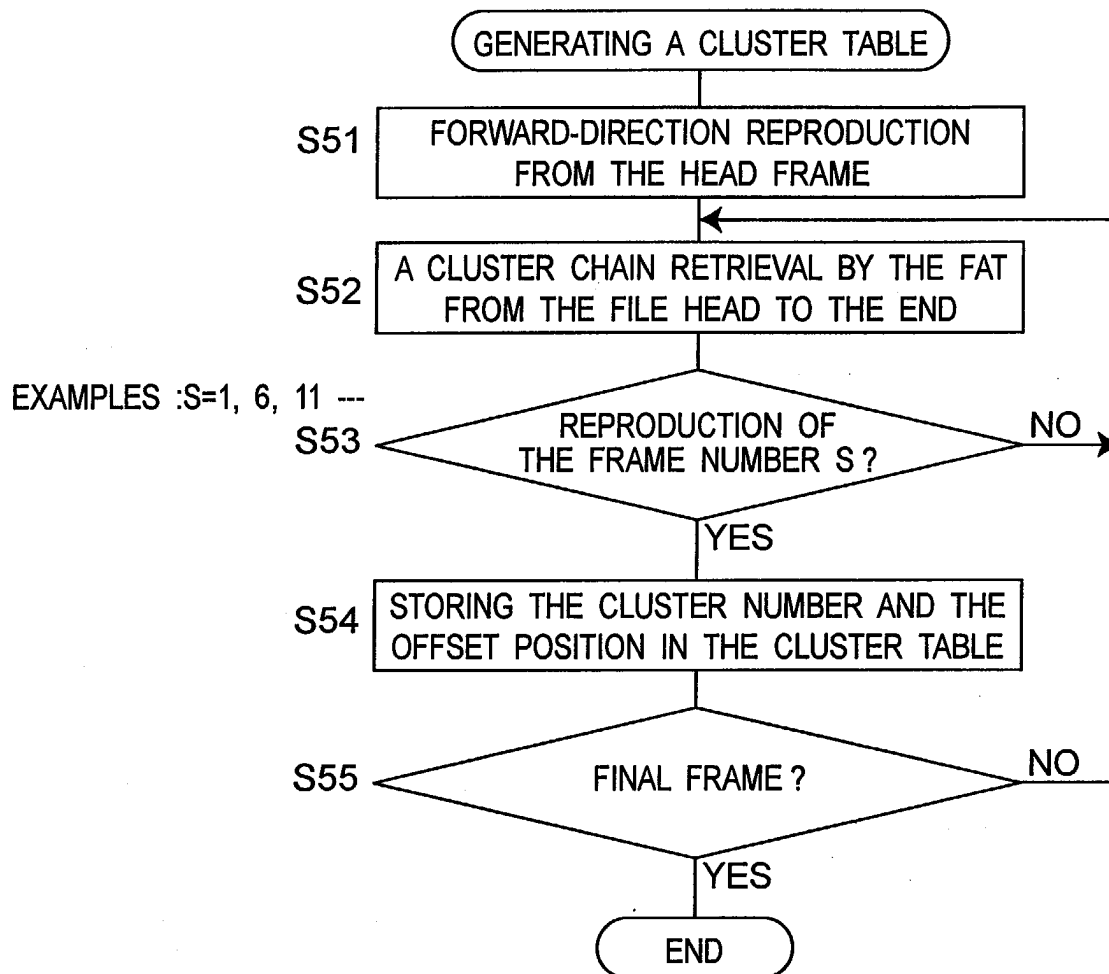 GENERATING A CLUSTER TABLE
S51
FORWARD-DIRECTION REPRODUCTION
FROM THE HEAD FRAME
S52
A CLUSTER CHAIN RETRIEVAL BY THE FAT
FROM THE FILE HEAD TO THE END
EXAMPLES :S=1, 6, 11 ---
S53
REPRODUCTION OF
THE FRAME NUMBER S?
NO
YES
S54
STORING THE CLUSTER NUMBER AND THE
OFFSET POSITION IN THE CLUSTER TABLE
S55
FINAL FRAME?
NO
YES
END